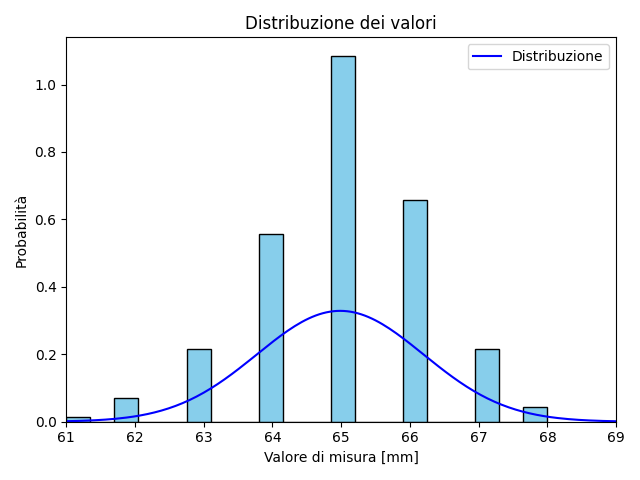 Distribuzione dei valori
Distribuzione
Probabilità
1.0
0.8
0.6
0.4
0.2
0.0
61 62 63 64 65 66 67 68 69
Valore di misura [mm]